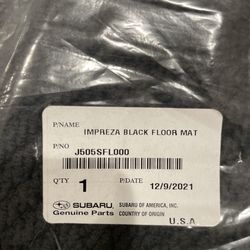 P/NAME
IMPREZA BLACK FLOOR MAT
P/NO
J505SFL000
Q'TY 1 P/DATE 12/9/2021
SUBARU SUBARU OF AMERICA, INC.
Genuine Parts COUNTRY OF ORIGIN
U.S.A